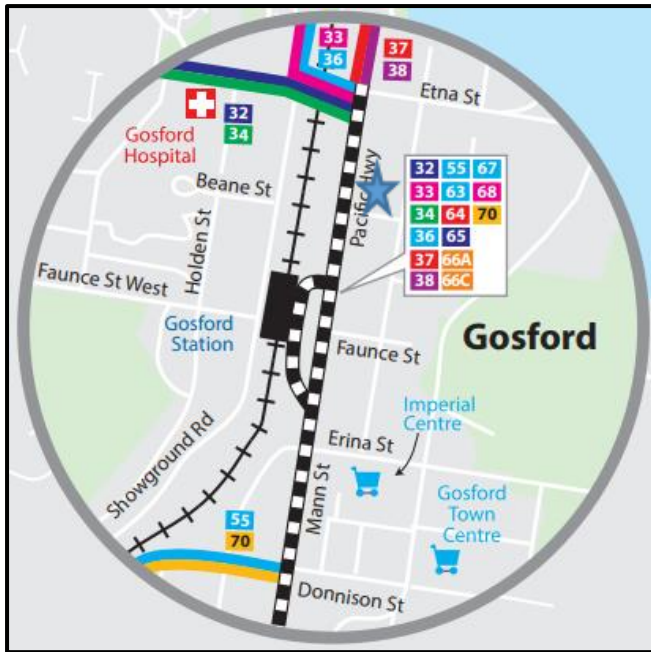 33
36
37
38
Etna St
32
34
Gosford
Hospital
Beane St
Pacific Hwy
32 55 67
33 63 68
34 64 70
36 65
37 66A
38 66C
Holden St
Faunce St West
Gosford
Station
Faunce St
Gosford
Imperial
Centre
Erina St
Showground Rd
Mann St
Gosford
Town
Centre
55
70
Donnison St